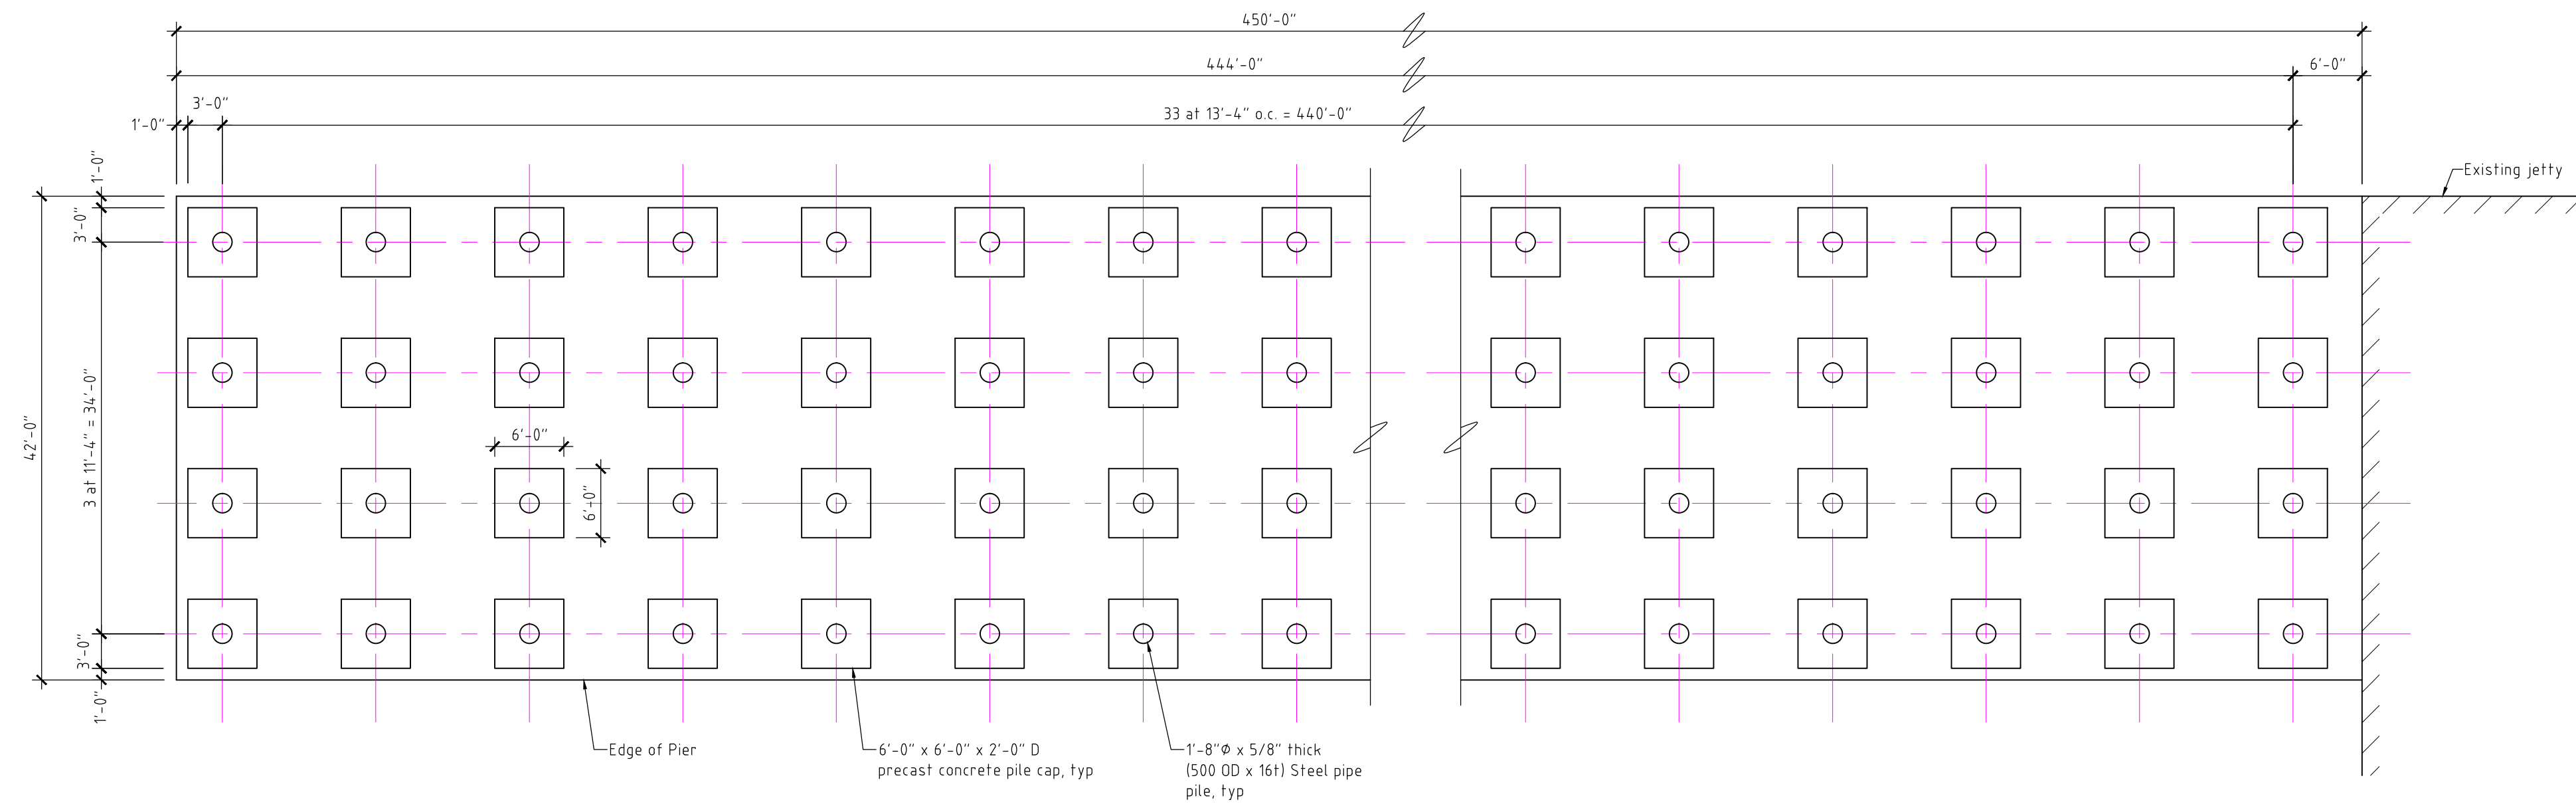 450'-0"
444'-0"
6'-0"
3'-0"
1'-0"
33 at 13'-4" o.c. = 440'-0"
1'-0"
3'-0"
Existing jetty
42'-0"
3 at 11'-4" = 34'-0"
6'-0"
6'-0"
3'-0"
1'-0"
Edge of Pier
6'-0" x 6'-0" x 2'-0" D
precast concrete pile cap, typ
1'-8"Ø x 5/8" thick
(500 OD x 16t) Steel pipe
pile, typ